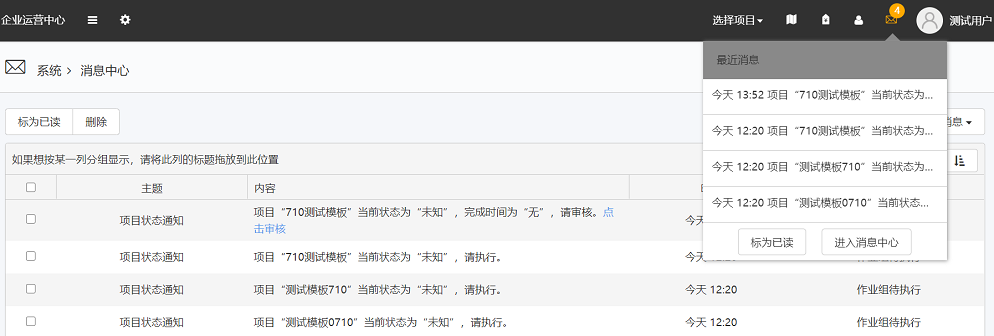 企业运营中心
选择项目
4
测试用户
系统 > 消息中心
最近消息
今天 13:52 项目“710测试模板”当前状态为...
今天 12:20 项目“710测试模板”当前状态为...
今天 12:20 项目“测试模板710”当前状态为...
今天 12:20 项目“测试模板0710”当前状态...
标为已读 进入消息中心
标为已读 删除
消息
如果想按某一列分组显示，请将此列的标题拖放到此位置
主题 内容
项目状态通知 项目“710测试模板”当前状态为“未知”，完成时间为“无”，请审核。点
击审核
今天
项目状态通知 项目“710测试模板”当前状态为“未知”，请执行。 今天 12:20 作业组待执行
项目状态通知 项目“测试模板710”当前状态为“未知”，请执行。 今天 12:20 作业组待执行
项目状态通知 项目“测试模板0710”当前状态为“未知”，请执行。 今天 12:20 作业组待执行